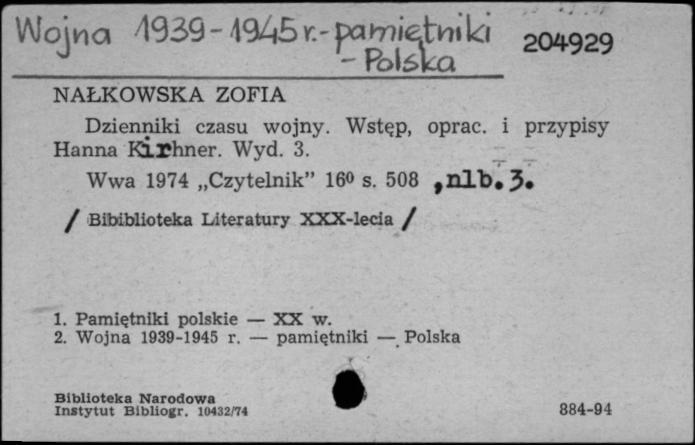 Wojna 1939-1945 r.- pamiętniki
- Polska
204929
NAŁKOWSKA ZOFIA
Dzienniki czasu wojny. Wstęp, oprac. i przypisy
Hanna Kirhner. Wyd. 3.
Wwa 1974 „Czytelnik” 16⁰ s. 508 ,nlb.3.
/ Bibiblioteka Literatury XXX-lecia /
1. Pamiętniki polskie — XX w.
2. Wojna 1939-1945 r. — pamiętniki — Polska
Biblioteka Narodowa
Instytut Bibliogr. 10432/74
884-94